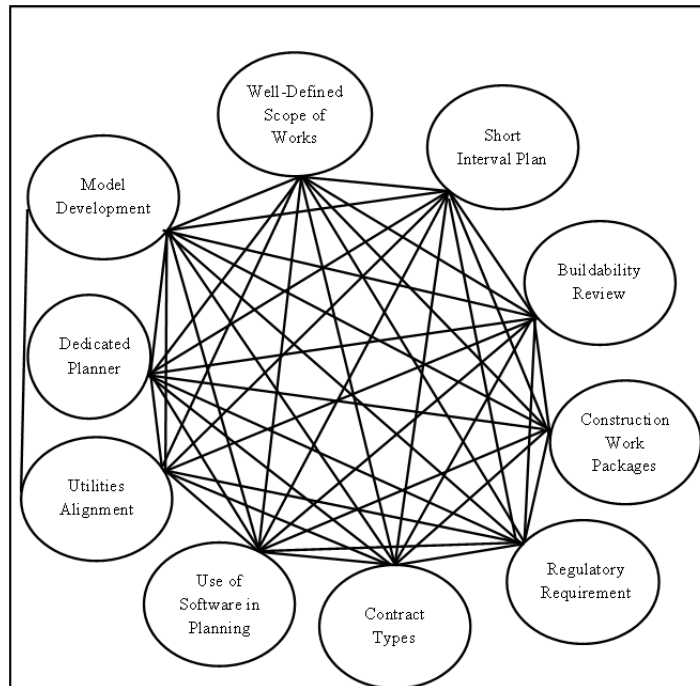 Well-Defined
Scope of
Works
Short
Interval Plan
Model
Development
Buildability
Review
Dedicated
Planner
Construction
Work
Packages
Utilities
Alignment
Regulatory
Requirement
Use of
Software in
Planning
Contract
Types